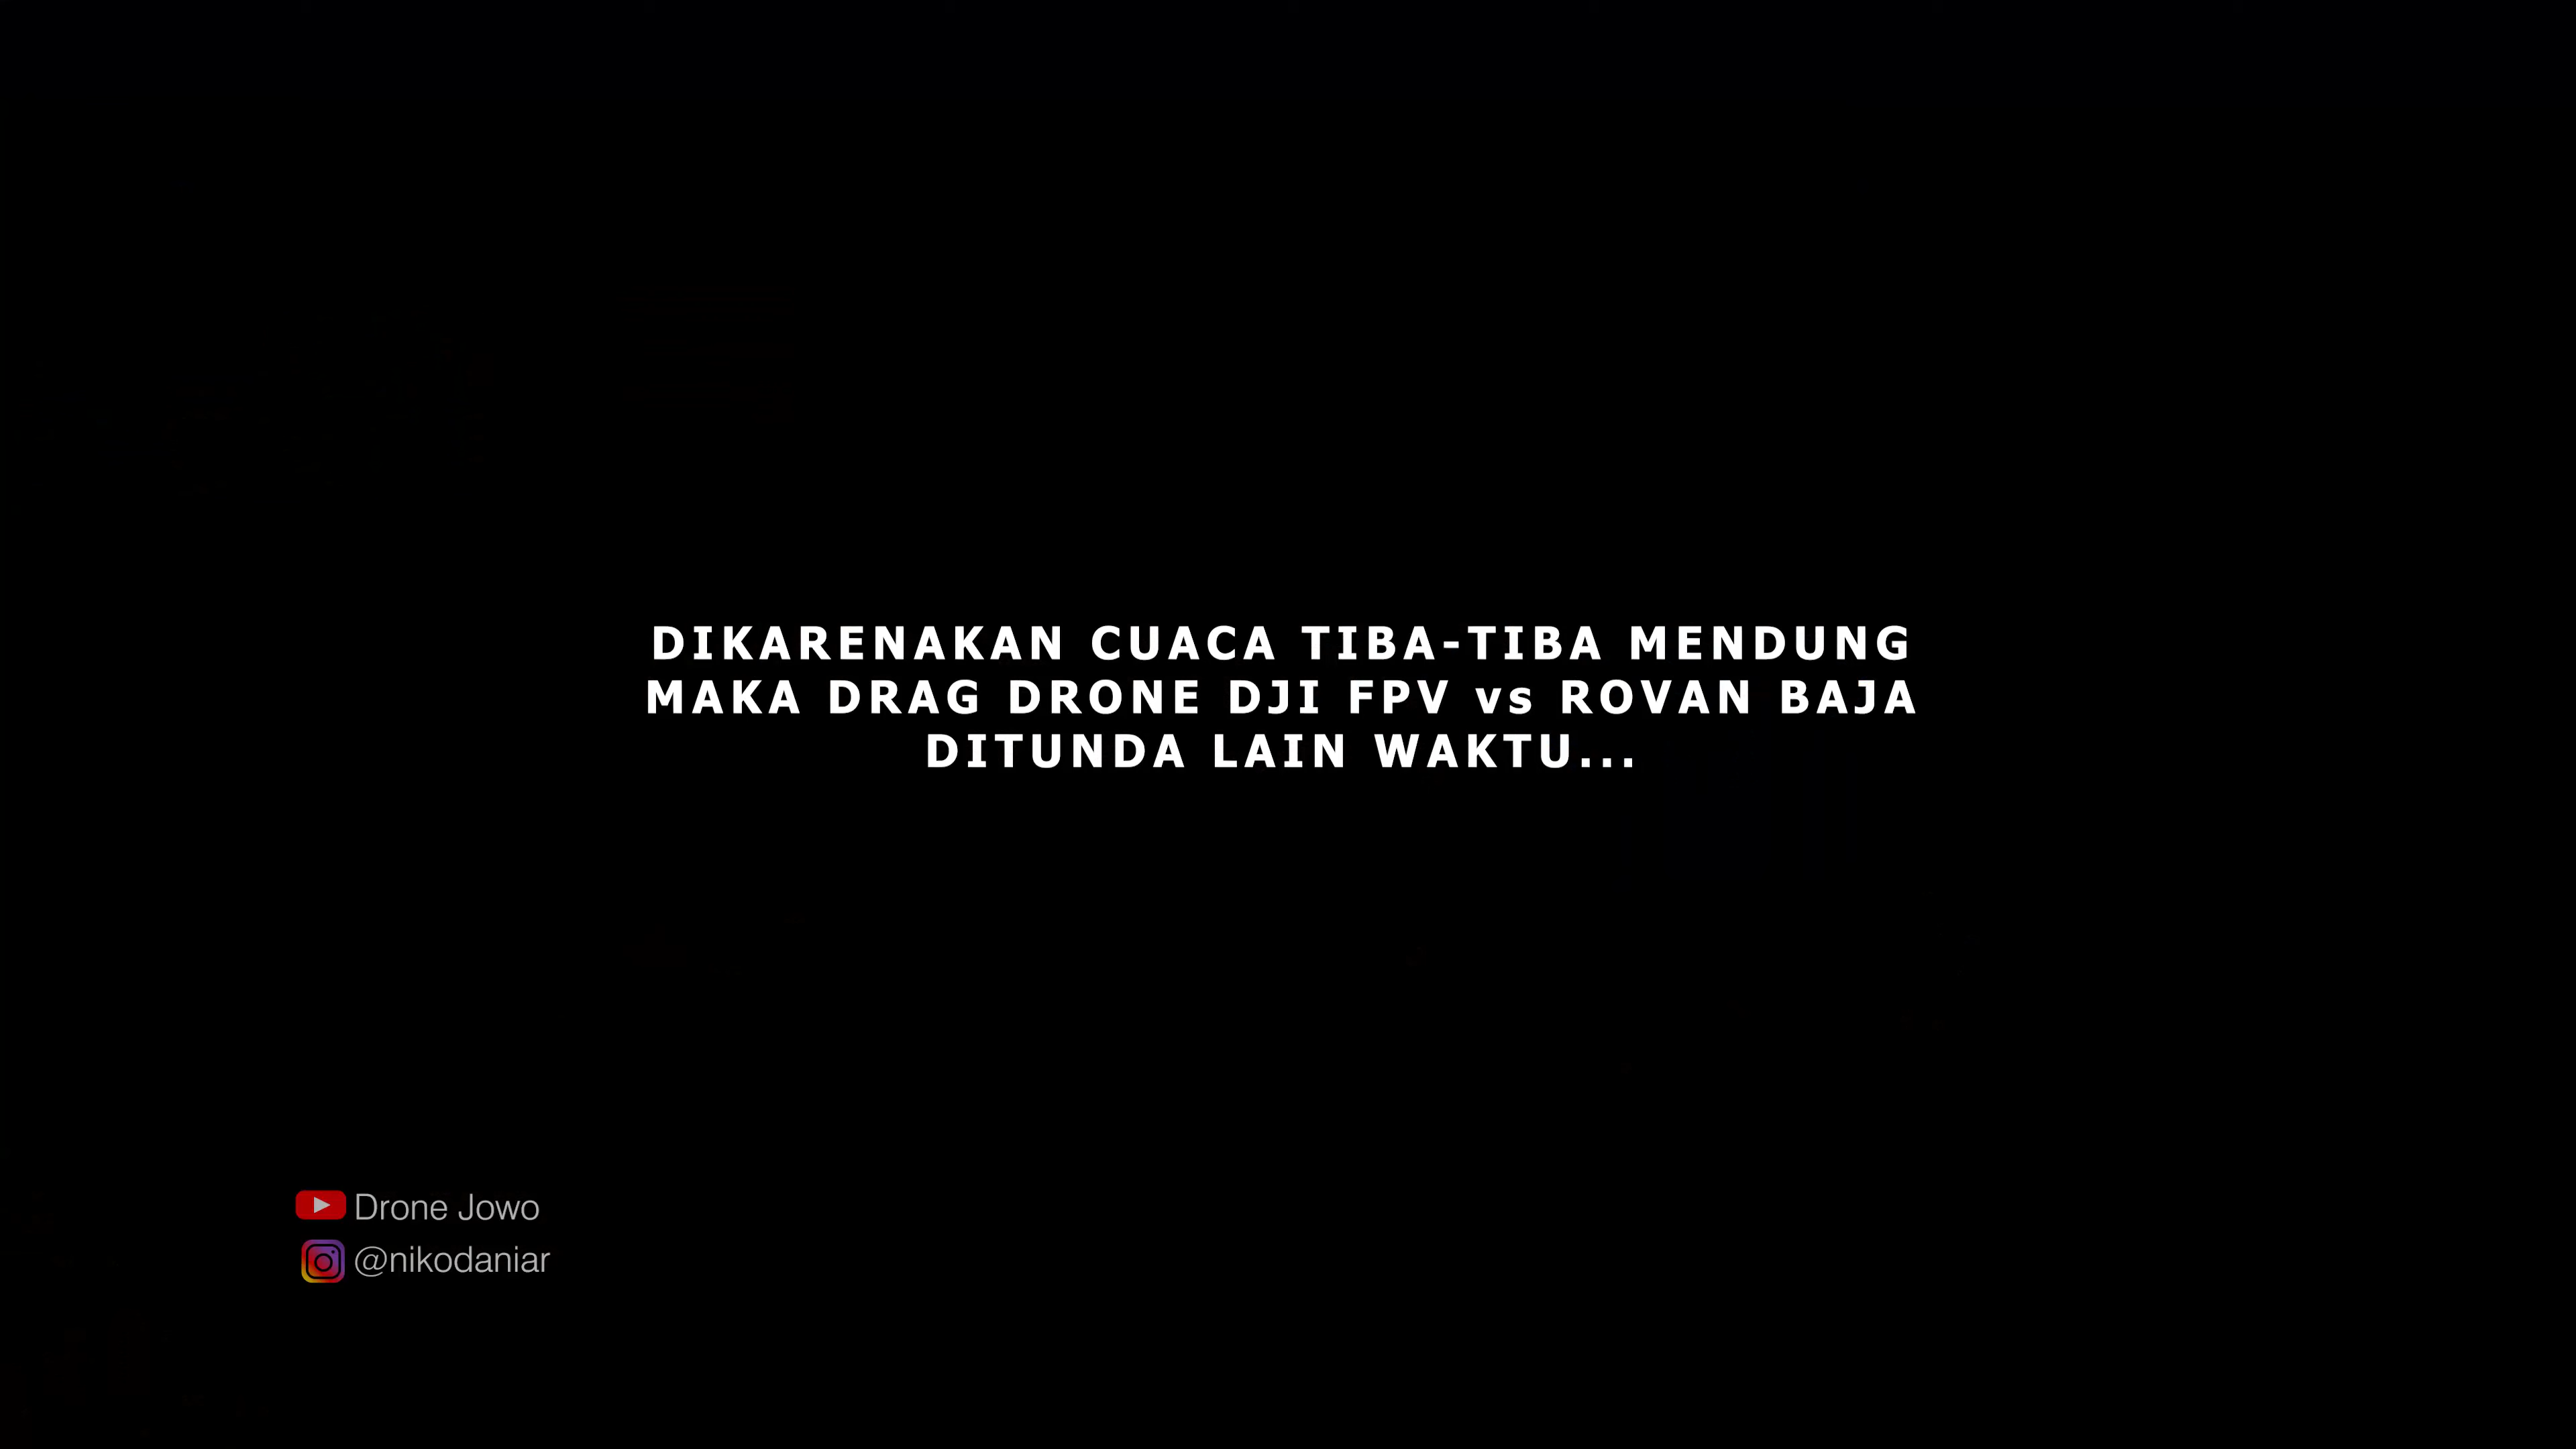 DIKARENAKAN CUACA TIBA-TIBA MENDUNG
MAKA DRAG DRONE DJI FPV vs ROVAN BAJA
DITUNDA LAIN WAKTU...
Drone Jowo
@nikodaniar